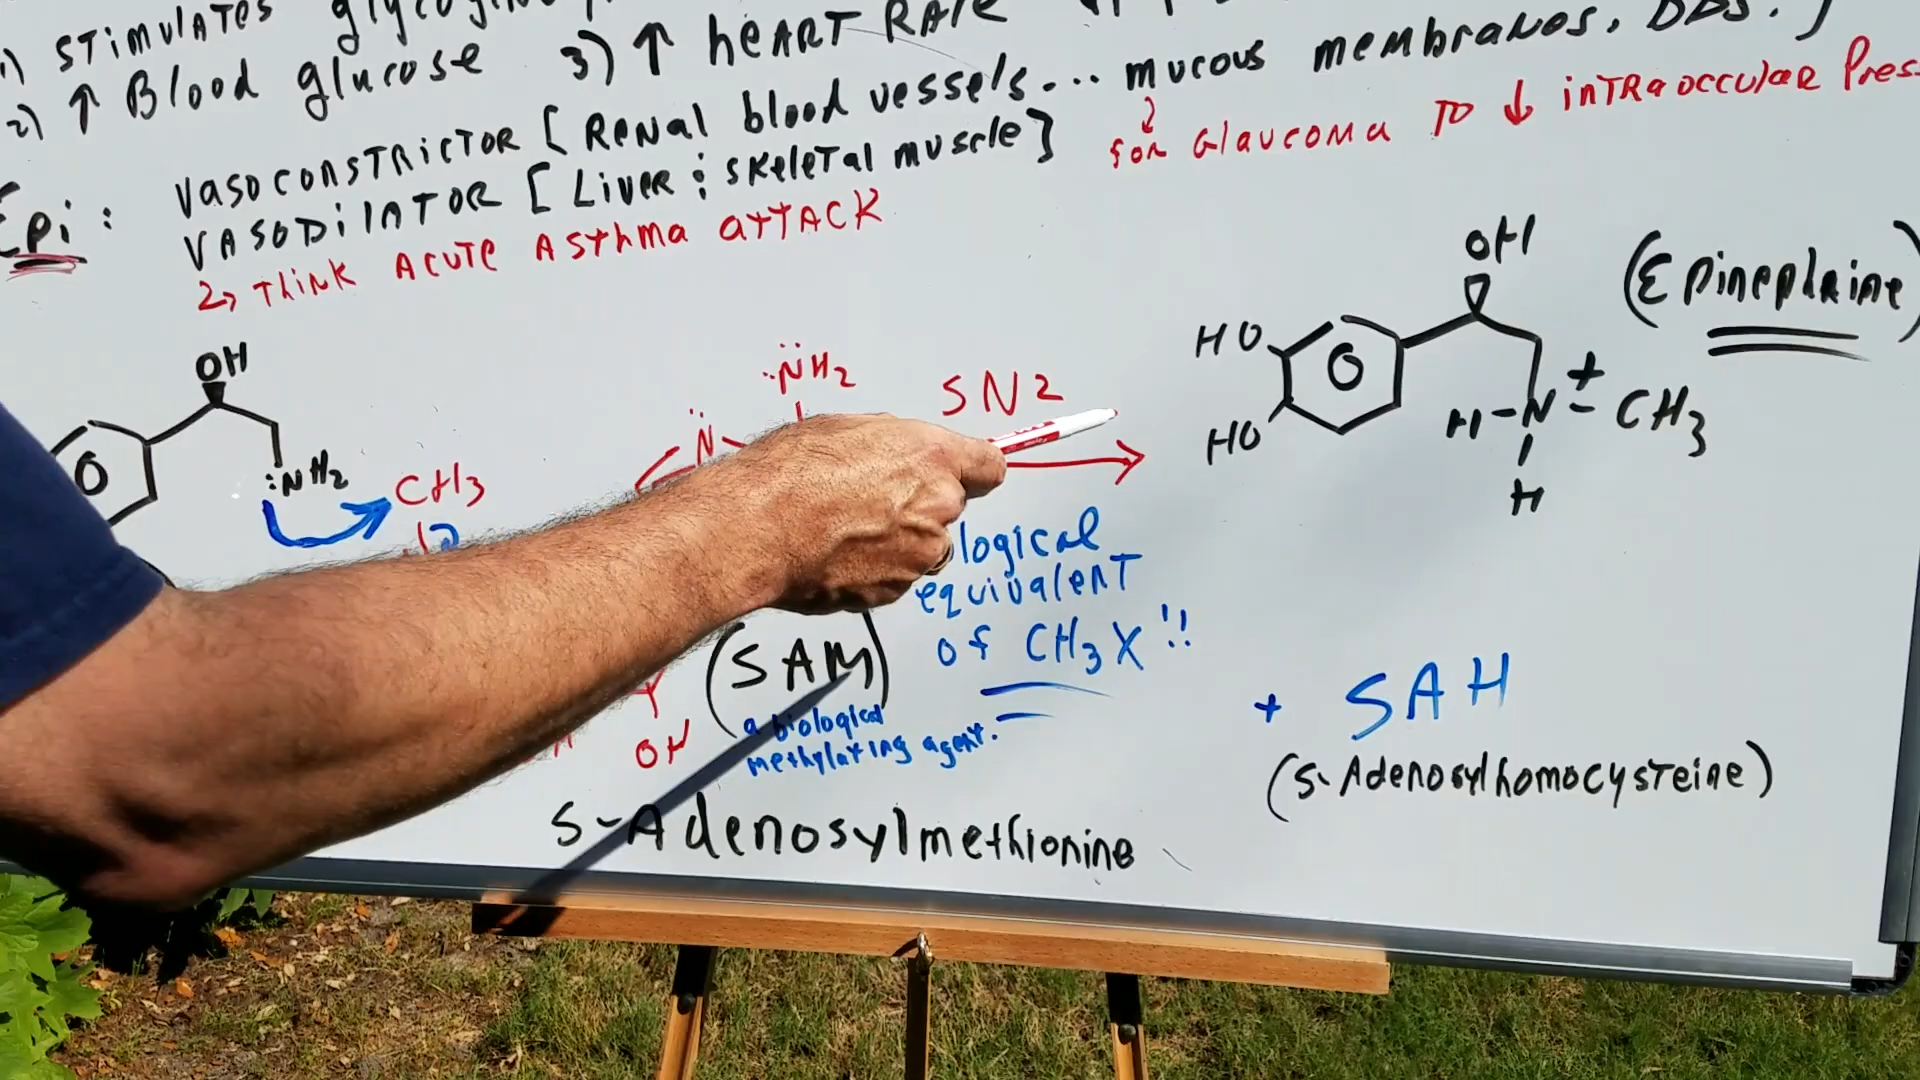 1) STIMULATES
2) ↑ Blood glucose 3) ↑ heART RATE
Epi: VasoconsTRicTOR [Renal blood vessels... mucous membranes, DDS.
VASODilATOR [Liver : skeletal muscle]
for Glaucoma TO ↓ inTRaoccular Pres
2, Think ACUTE ASthma aTTACK
OH
:NH2
CH3
N
:NH2
OH
(SAM)
a biological
methylating agent.
SN2
logical
equivalent
of CH3X!!
S-Adenosylmethionine
OH
HO
HO
H-N+-CH3
H
(Epinephrine)
+ SAH
(S-Adenosylhomocysteine)